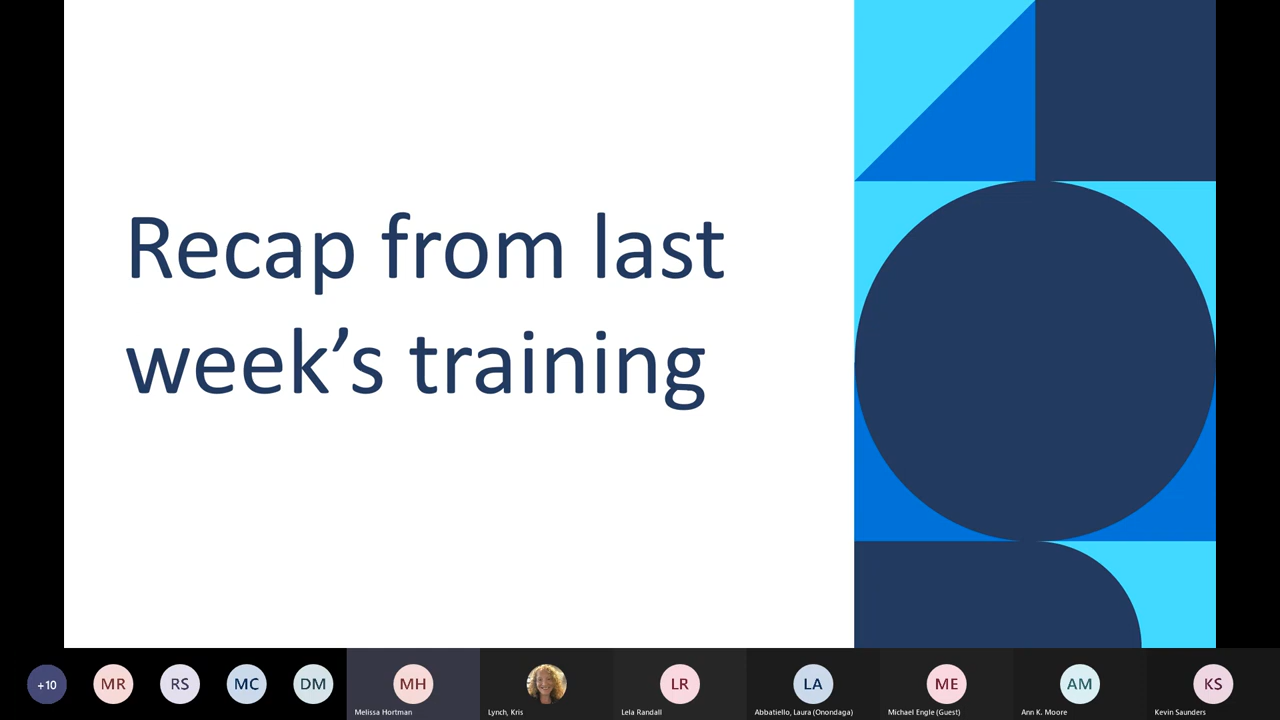 Recap from last
week’s training
+10
MR
RS
MC
DM
MH
LR
LA
ME
AM
KS
Melissa Hortman
Lynch, Kris
Lela Randall
Abbatiello, Laura (Onondaga)
Michael Engle (Guest)
Ann K. Moore
Kevin Saunders